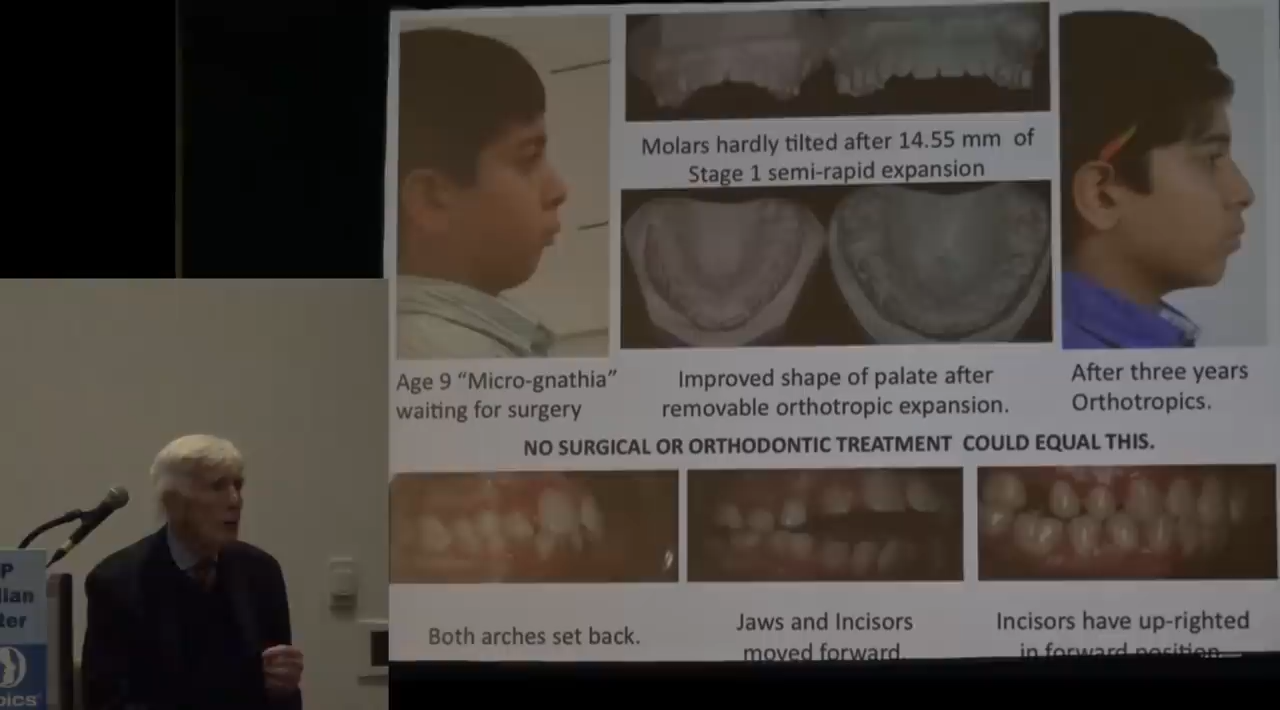 Molars hardly tilted after 14.55 mm of
Stage 1 semi-rapid expansion
Age 9 “Micro-gnathia”
waiting for surgery
Improved shape of palate after
removable orthotropic expansion.
After three years
Orthotropics.
NO SURGICAL OR ORTHODONTIC TREATMENT COULD EQUAL THIS.
Both arches set back.
Jaws and Incisors
moved forward.
Incisors have up-righted
in forward position